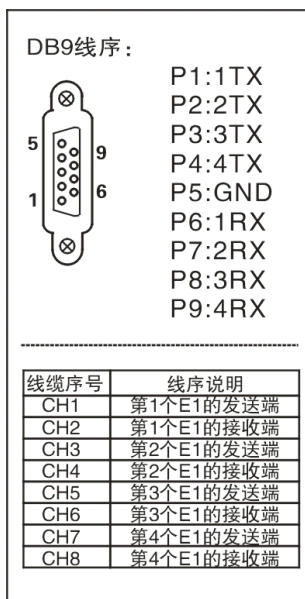 DB9线序：
P1:1TX
P2:2TX
P3:3TX
P4:4TX
P5:GND
P6:1RX
P7:2RX
P8:3RX
P9:4RX
5
9
1
6
线缆序号 线序说明
CH1 第1个E1的发送端
CH2 第1个E1的接收端
CH3 第2个E1的发送端
CH4 第2个E1的接收端
CH5 第3个E1的发送端
CH6 第3个E1的接收端
CH7 第4个E1的发送端
CH8 第4个E1的接收端